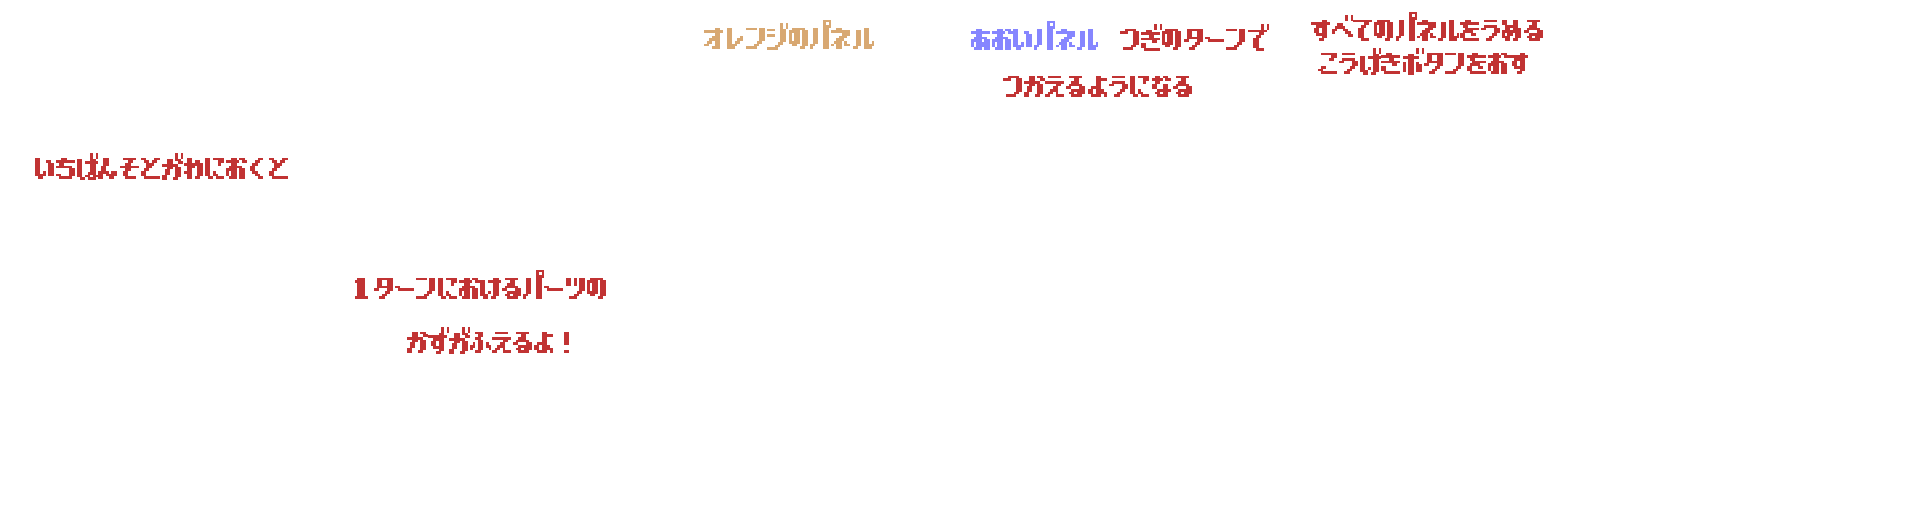 いちばんそとがわにおくと
1ターンにおけるパーツの
かずがふえるよ！
オレンジのパネル
あおいパネル つぎのターンで
つかえるようになる
すべてのパネルをうめる
こうげきボタンをおす